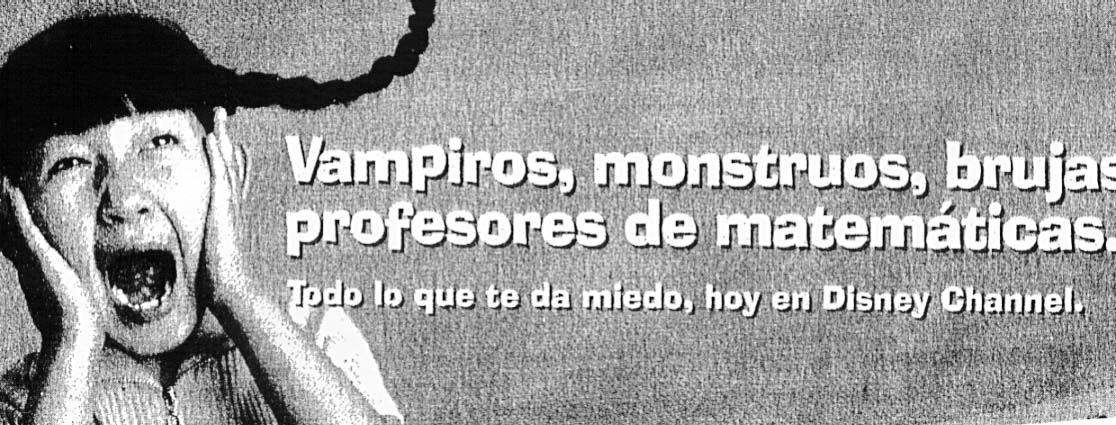 Vampiros, monstruos, brujas
profesores de matemáticas.
Todo lo que te da miedo, hoy en Disney Channel.